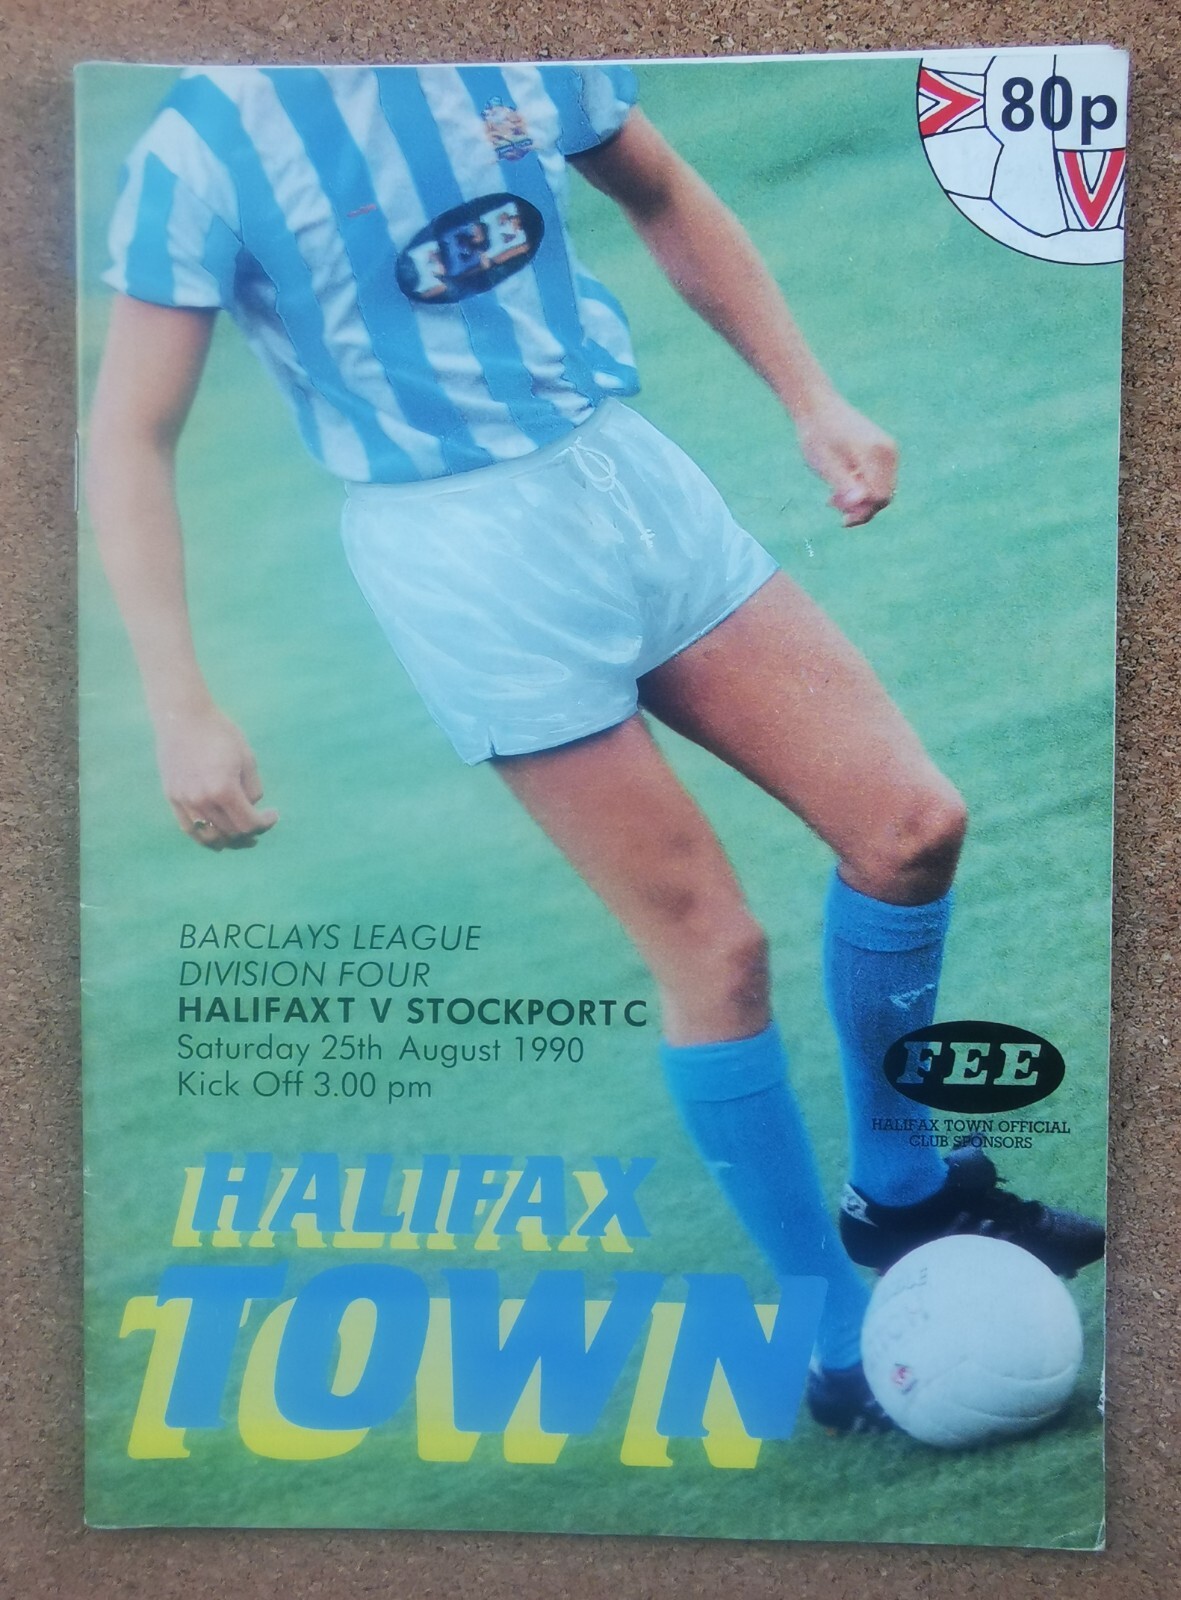 80p
FEE
BARCLAYS LEAGUE
DIVISION FOUR
HALIFAX T V STOCKPORT C
Saturday 25th August 1990
Kick Off 3.00 pm
FEE
HALIFAX TOWN OFFICIAL
CLUB SPONSORS
HALIFAX
TOWN